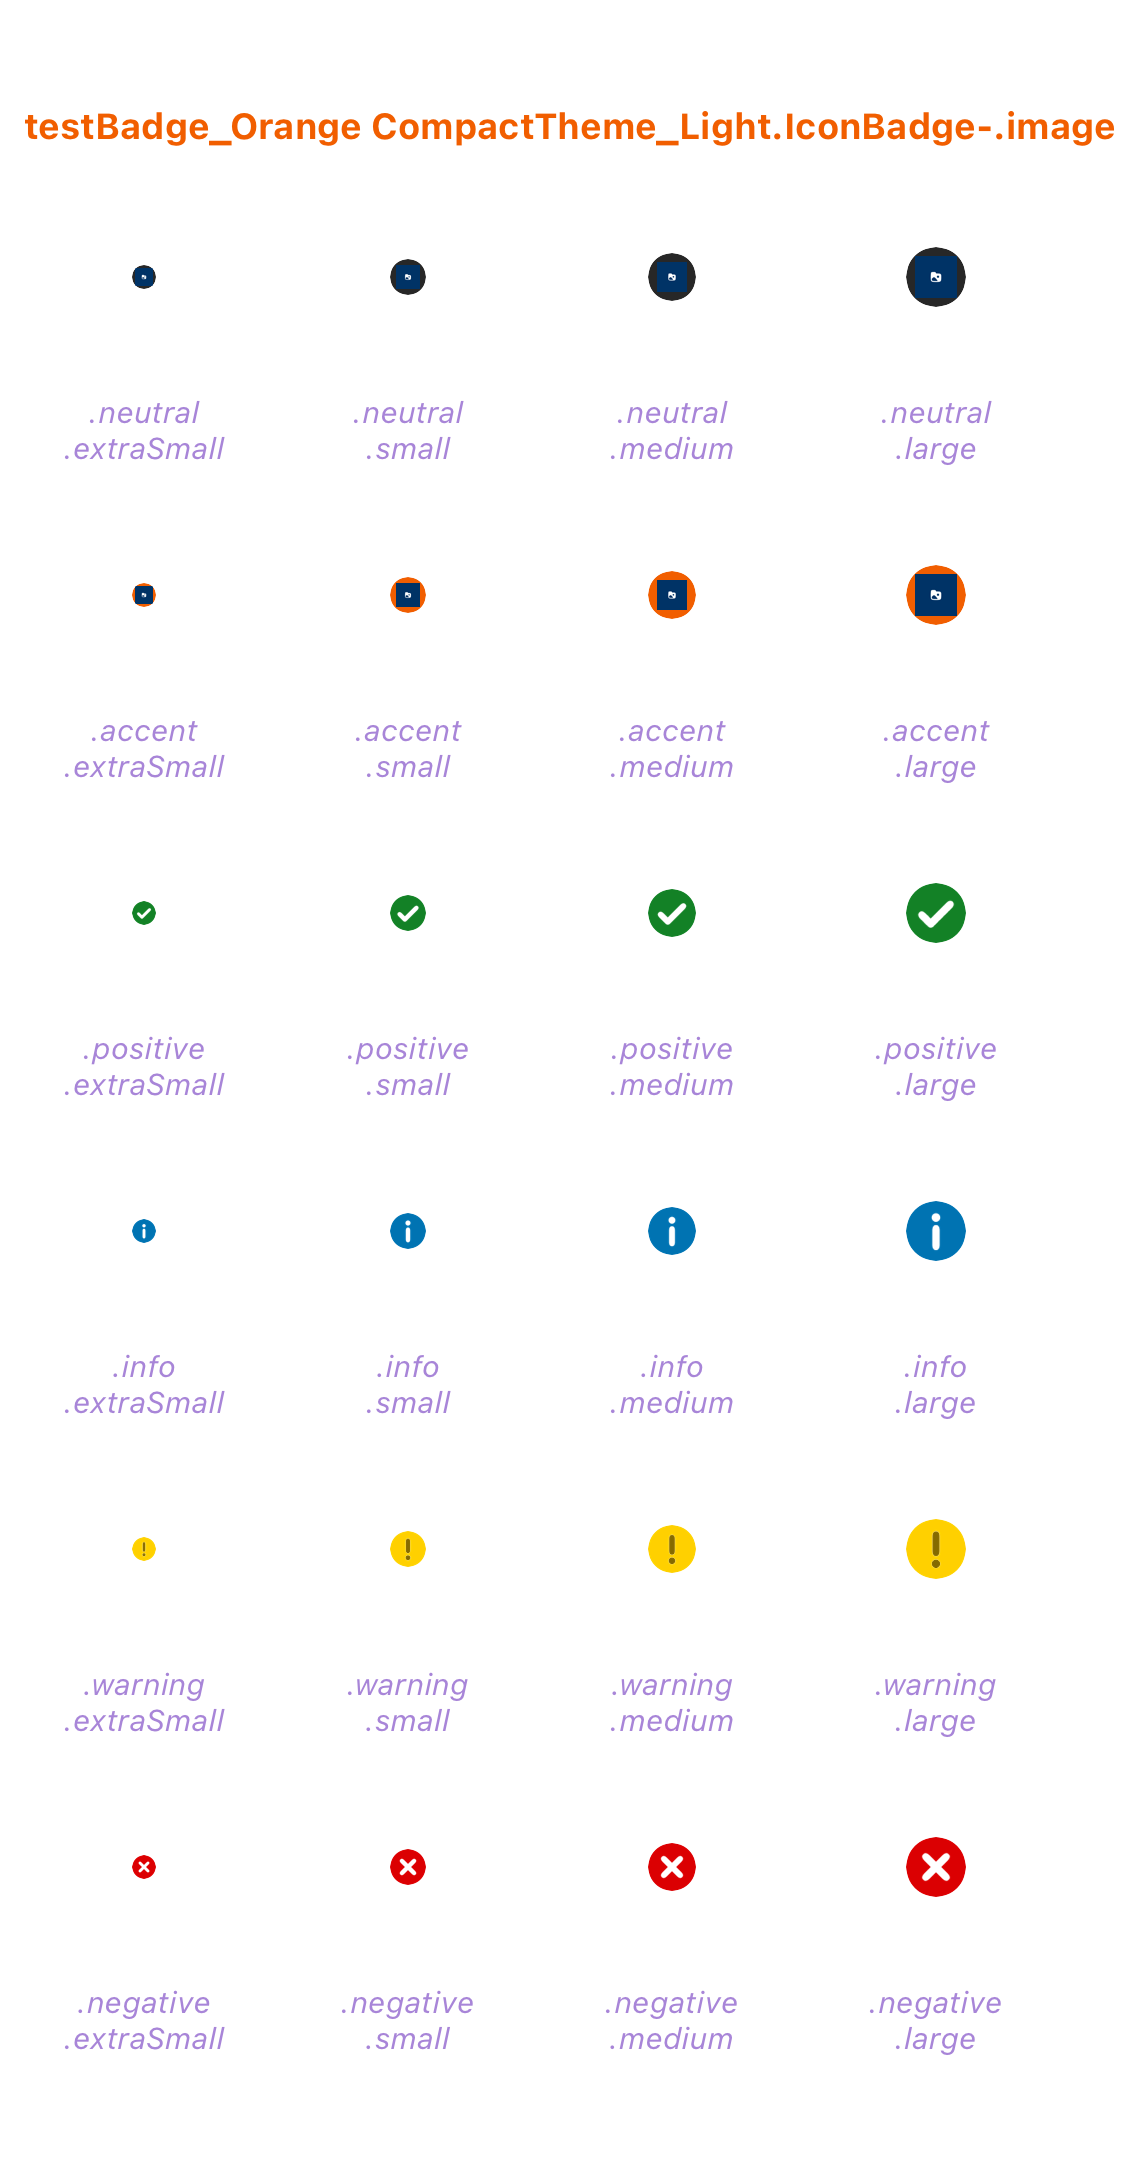 testBadge_Orange CompactTheme_Light.IconBadge-.image
.neutral .neutral .neutral .neutral
.extraSmall .small .medium .large
.accent .accent .accent .accent
.extraSmall .small .medium .large
.positive .positive .positive .positive
.extraSmall .small .medium .large
.info .info .info .info
.extraSmall .small .medium .large
.warning .warning .warning .warning
.extraSmall .small .medium .large
.negative .negative .negative .negative
.extraSmall .small .medium .large